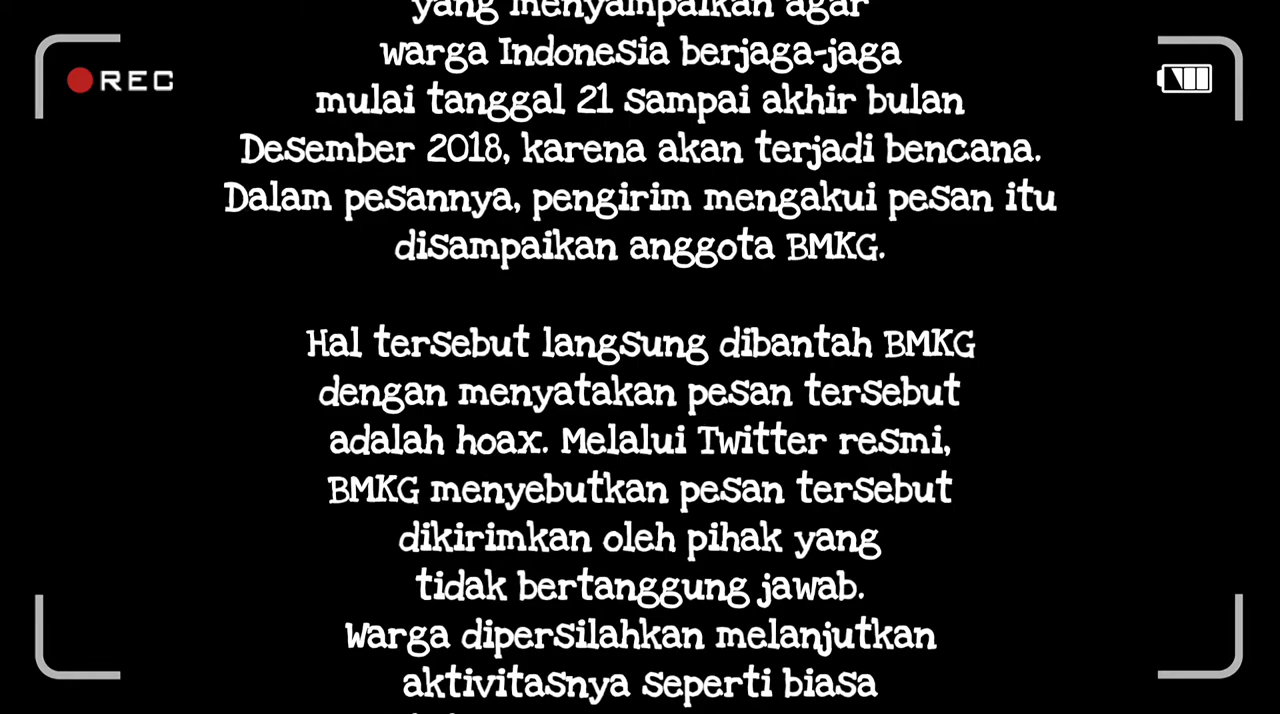 yang menyampaikan agar
REC
warga Indonesia berjaga-jaga
mulai tanggal 21 sampai akhir bulan
Desember 2018, karena akan terjadi bencana.
Dalam pesannya, pengirim mengakui pesan itu
disampaikan anggota BMKG.
Hal tersebut langsung dibantah BMKG
dengan menyatakan pesan tersebut
adalah hoax. Melalui Twitter resmi,
BMKG menyebutkan pesan tersebut
dikirimkan oleh pihak yang
tidak bertanggung jawab.
Warga dipersilahkan melanjutkan
aktivitasnya seperti biasa